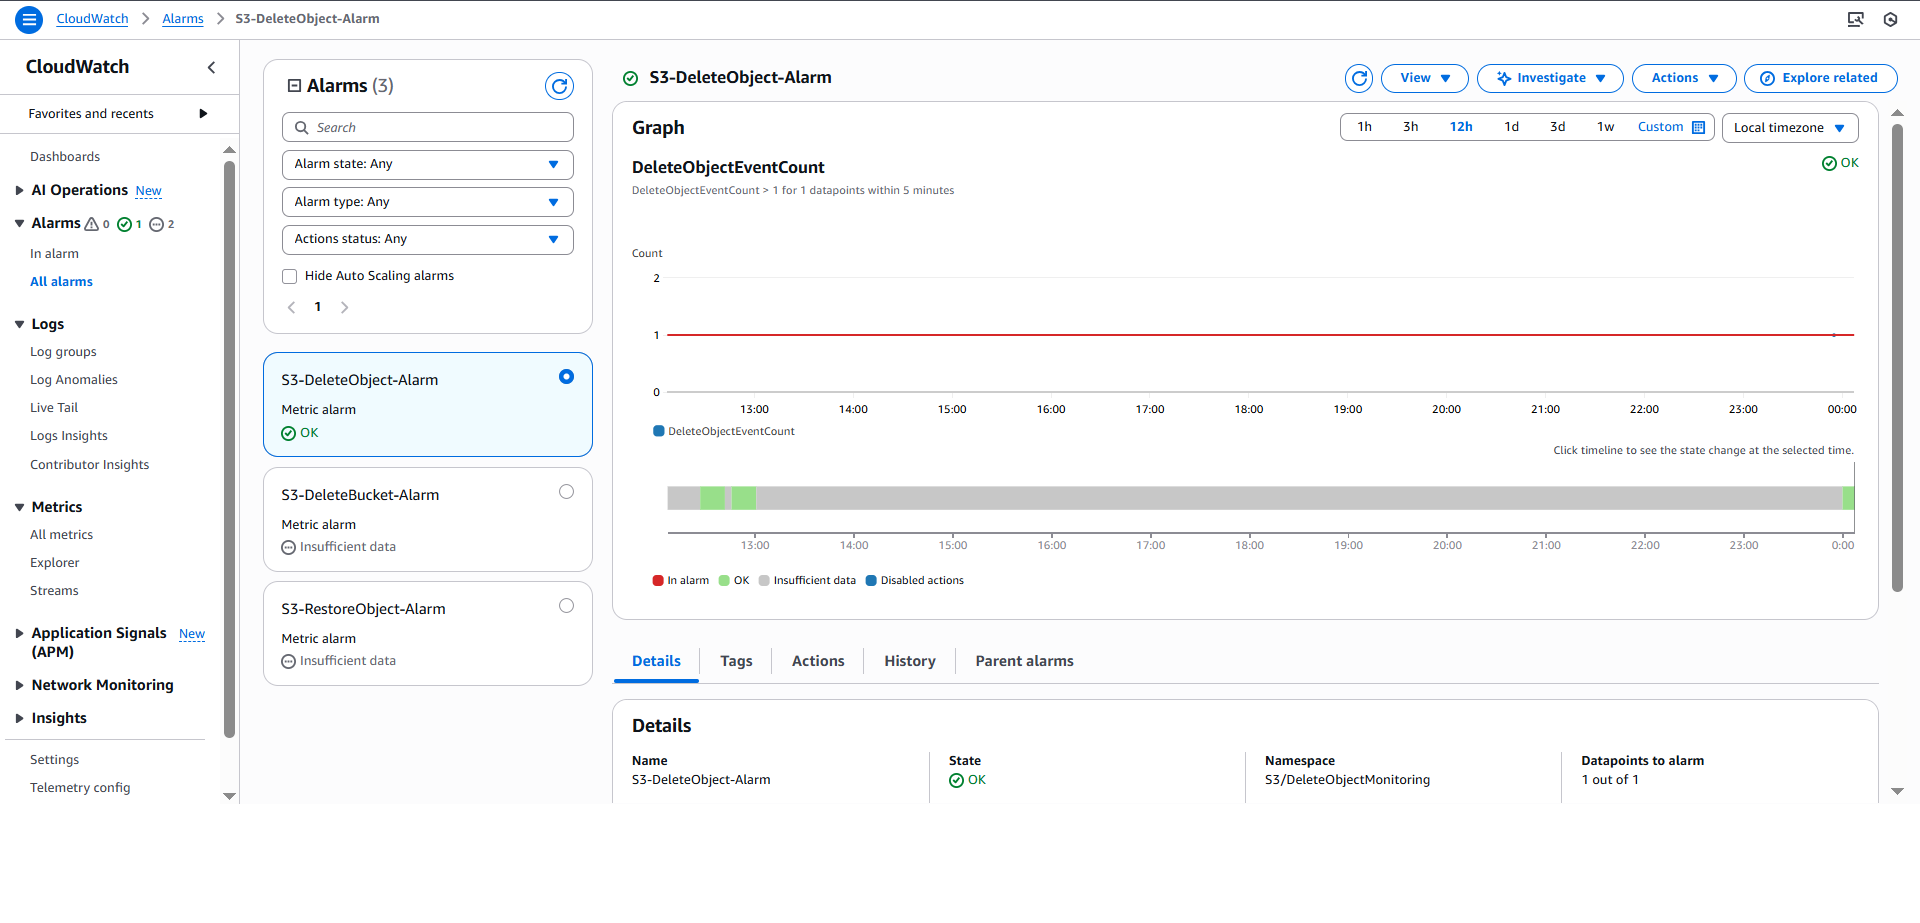 CloudWatch > Alarms > S3-DeleteObject-Alarm
CloudWatch
Favorites and recents
Dashboards
AI Operations New
Alarms 0 1 2
In alarm
All alarms
Logs
Log groups
Log Anomalies
Live Tail
Logs Insights
Contributor Insights
Metrics
All metrics
Explorer
Streams
Application Signals New
(APM)
Network Monitoring
Insights
Settings
Telemetry config
Alarms (3)
Search
Alarm state: Any
Alarm type: Any
Actions status: Any
Hide Auto Scaling alarms
1
S3-DeleteObject-Alarm
Metric alarm
OK
S3-DeleteBucket-Alarm
Metric alarm
Insufficient data
S3-RestoreObject-Alarm
Metric alarm
Insufficient data
S3-DeleteObject-Alarm
View Investigate Actions Explore related
Graph
1h 3h 12h 1d 3d 1w Custom Local timezone
DeleteObjectEventCount
OK
DeleteObjectEventCount > 1 for 1 datapoints within 5 minutes
Count
2
1
0
13:00 14:00 15:00 16:00 17:00 18:00 19:00 20:00 21:00 22:00 23:00 00:00
DeleteObjectEventCount
Click timeline to see the state change at the selected time.
13:00 14:00 15:00 16:00 17:00 18:00 19:00 20:00 21:00 22:00 23:00 0:00
In alarm OK Insufficient data Disabled actions
Details Tags Actions History Parent alarms
Details
Name State Namespace Datapoints to alarm
S3-DeleteObject-Alarm OK S3/DeleteObjectMonitoring 1 out of 1